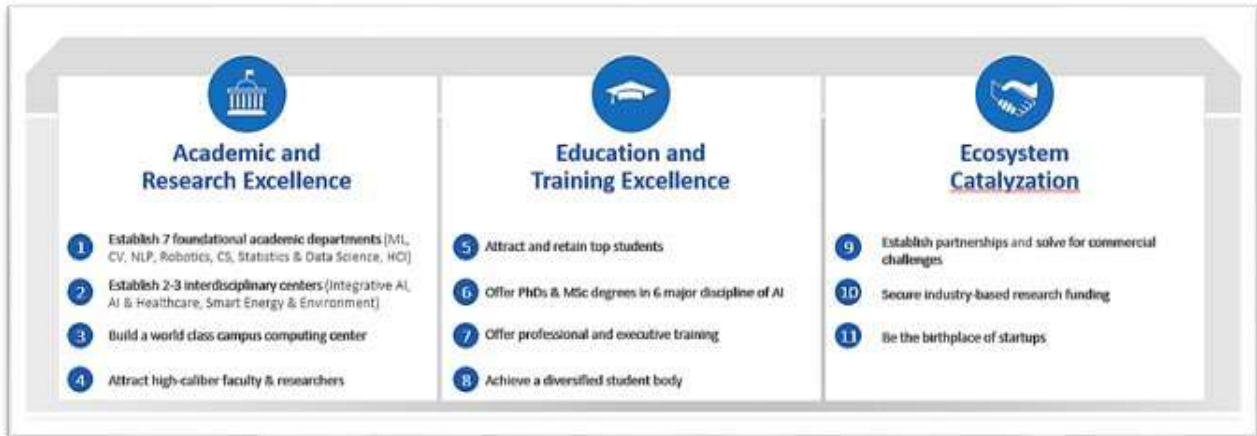 Academic and
Research Excellence
1 Establish 7 foundational academic departments (ML,
CV, NLP, Robotics, CS, Statistics & Data Science, HCI)
2 Establish 2-3 interdisciplinary centers (Integrative AI,
AI & Healthcare, Smart Energy & Environment)
3 Build a world class campus computing center
4 Attract high-caliber faculty & researchers
Education and
Training Excellence
5 Attract and retain top students
6 Offer PhDs & MSc degrees in 6 major discipline of AI
7 Offer professional and executive training
8 Achieve a diversified student body
Ecosystem
Catalyzation
9 Establish partnerships and solve for commercial
challenges
10 Secure industry-based research funding
11 Be the birthplace of startups